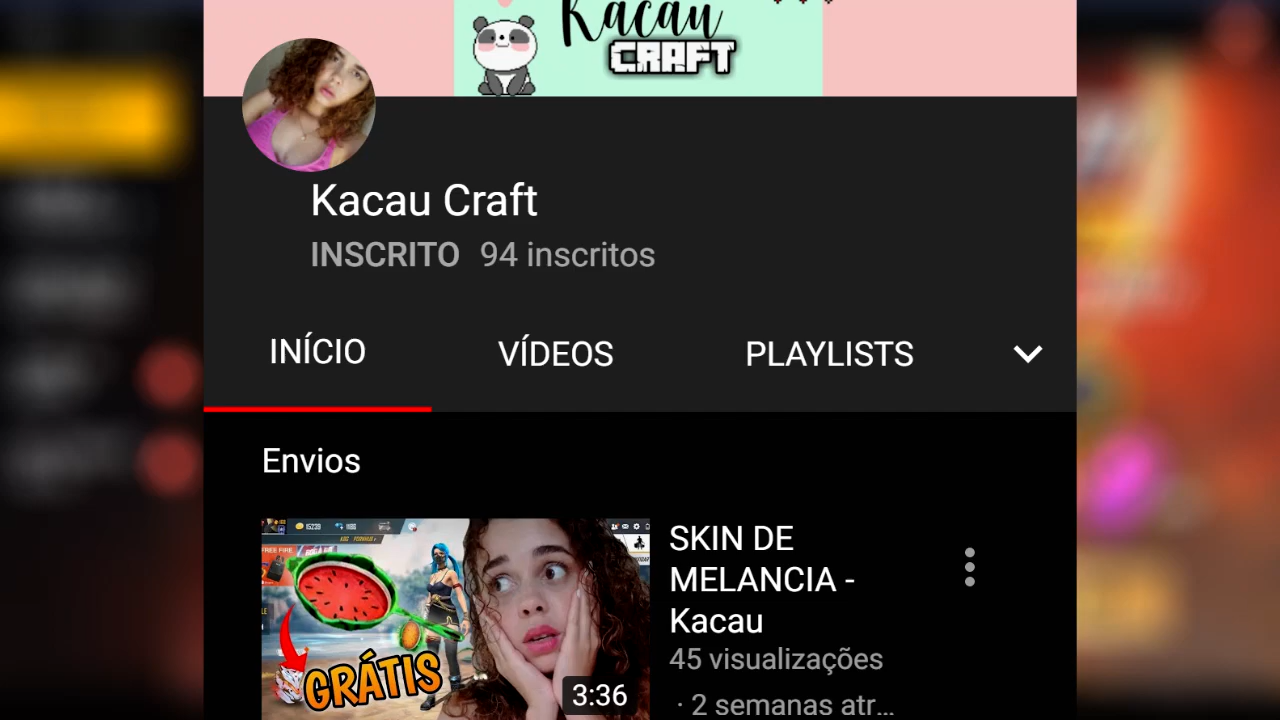 Kacau
CRAFT
Kacau Craft
INSCRITO 94 inscritos
INÍCIO VÍDEOS PLAYLISTS
Envios
FREE FIRE
GRÁTIS
3:36
SKIN DE
MELANCIA -
Kacau
45 visualizações
· 2 semanas atr...